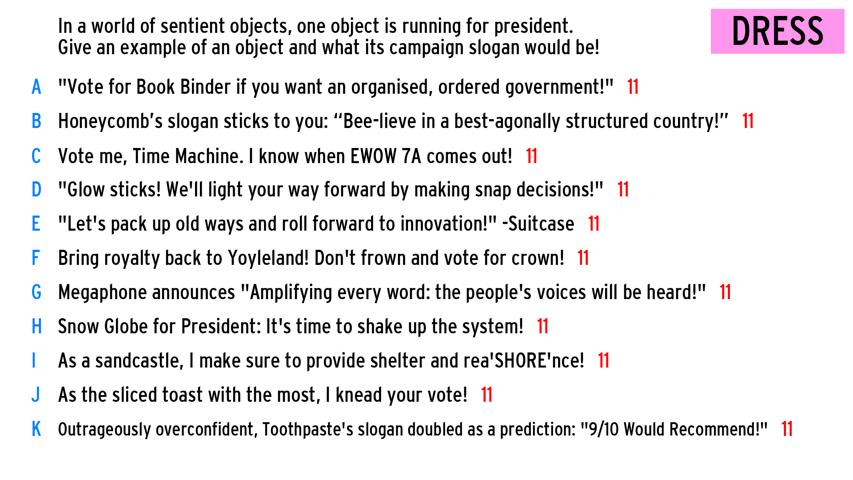 In a world of sentient objects, one object is running for president.
Give an example of an object and what its campaign slogan would be!
DRESS
A "Vote for Book Binder if you want an organised, ordered government!" 11
B Honeycomb's slogan sticks to you: “Bee-lieve in a best-agonally structured country!” 11
C Vote me, Time Machine. I know when EWOW 7A comes out! 11
D "Glow sticks! We'll light your way forward by making snap decisions!" 11
E "Let's pack up old ways and roll forward to innovation!" -Suitcase 11
F Bring royalty back to Yoyleland! Don't frown and vote for crown! 11
G Megaphone announces "Amplifying every word: the people's voices will be heard!" 11
H Snow Globe for President: It's time to shake up the system! 11
I As a sandcastle, I make sure to provide shelter and rea'SHORE'nce! 11
J As the sliced toast with the most, I knead your vote! 11
K Outrageously overconfident, Toothpaste's slogan doubled as a prediction: "9/10 Would Recommend!" 11